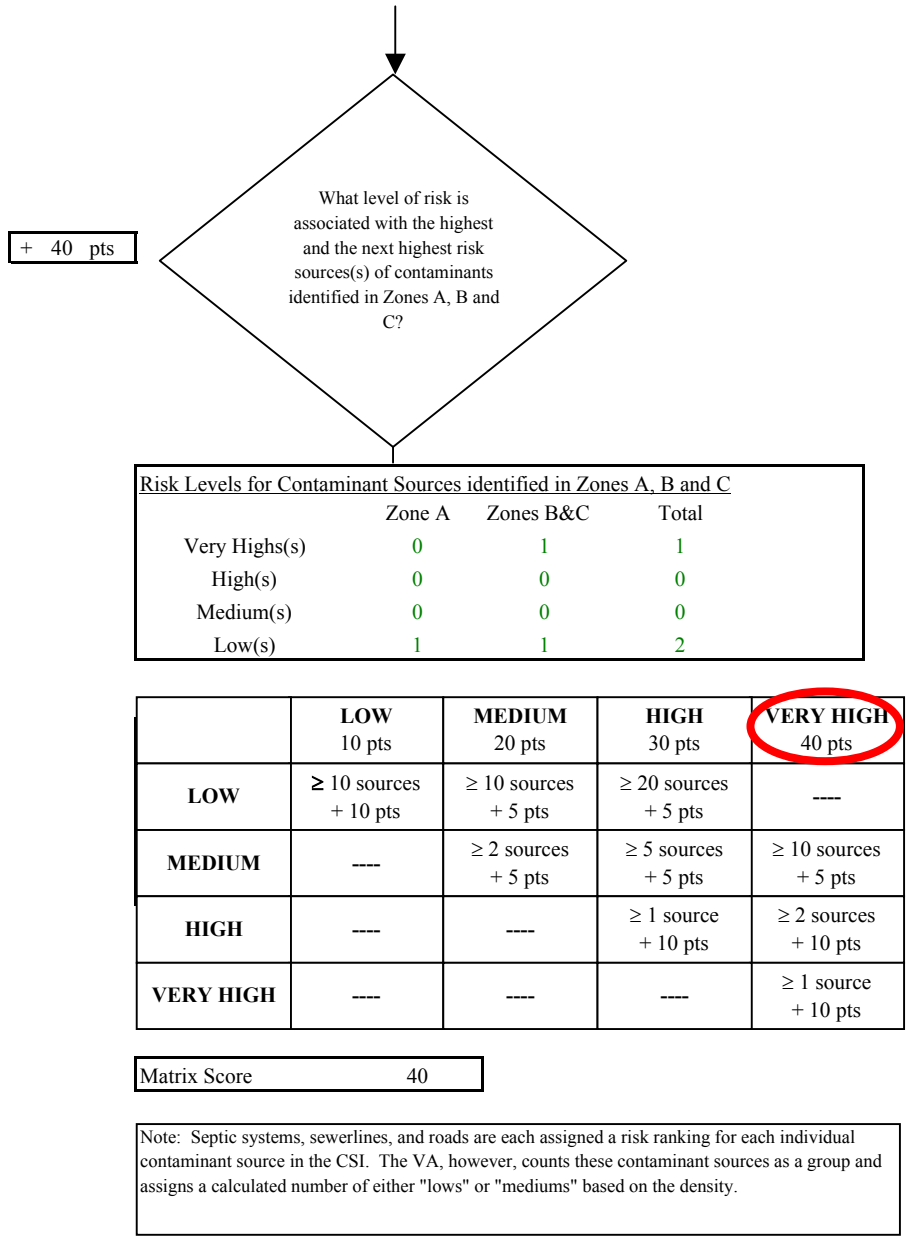 What level of risk is
associated with the highest
and the next highest risk
sources(s) of contaminants
identified in Zones A, B and
C?
+ 40 pts
Risk Levels for Contaminant Sources identified in Zones A, B and C
Zone A Zones B&C Total
Very Highs(s) 0 1 1
High(s) 0 0 0
Medium(s) 0 0 0
Low(s) 1 1 2
LOW MEDIUM HIGH VERY HIGH
10 pts 20 pts 30 pts 40 pts
LOW ≥ 10 sources ≥ 10 sources ≥ 20 sources ----
+ 10 pts + 5 pts + 5 pts
MEDIUM ---- ≥ 2 sources ≥ 5 sources ≥ 10 sources
+ 5 pts + 5 pts + 5 pts
HIGH ---- ---- ≥ 1 source ≥ 2 sources
+ 10 pts + 10 pts
VERY HIGH ---- ---- ---- ≥ 1 source
+ 10 pts
Matrix Score 40
Note: Septic systems, sewerlines, and roads are each assigned a risk ranking for each individual
contaminant source in the CSI. The VA, however, counts these contaminant sources as a group and
assigns a calculated number of either "lows" or "mediums" based on the density.